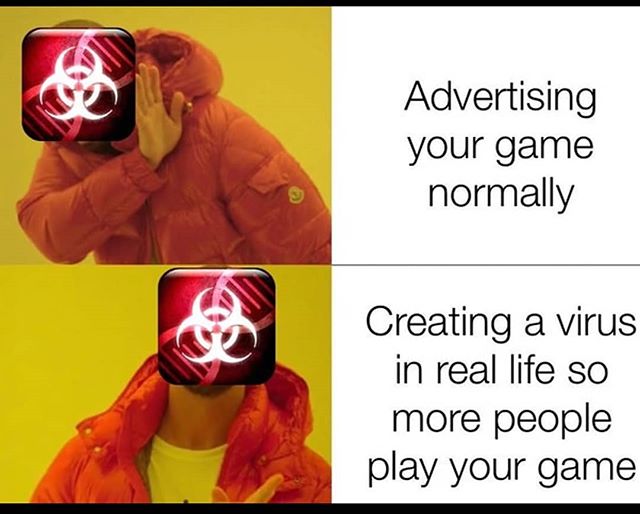 Advertising
your game
normally
Creating a virus
in real life so
more people
play your game